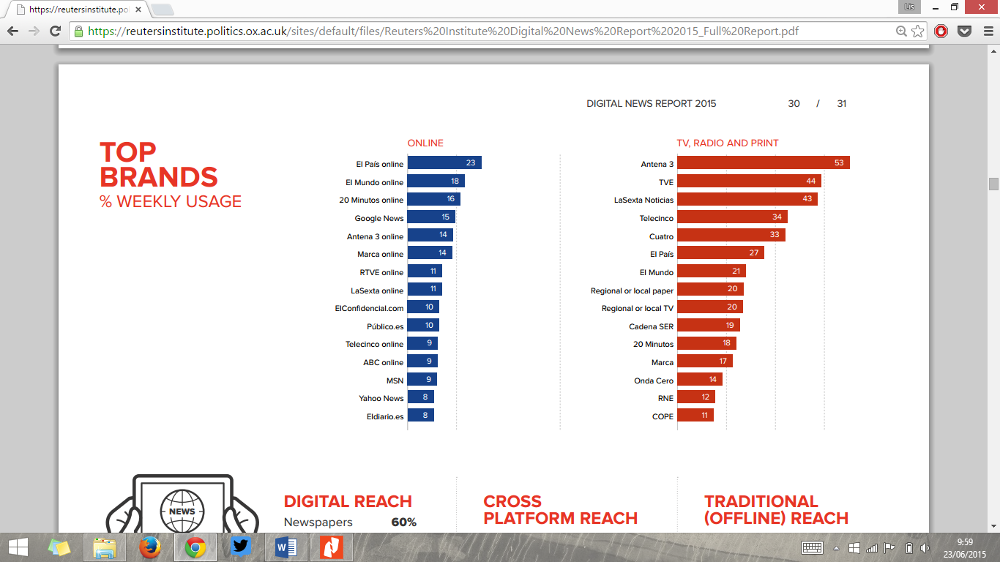 https://reutersinstitute.pol
Lis
https://reutersinstitute.politics.ox.ac.uk/sites/default/files/Reuters%20Institute%20Digital%20News%20Report%202015_Full%20Report.pdf
DIGITAL NEWS REPORT 2015 30 / 31
TOP
BRANDS
% WEEKLY USAGE
ONLINE
El País online 23
El Mundo online 18
20 Minutos online 16
Google News 15
Antena 3 online 14
Marca online 14
RTVE online 11
LaSexta online 11
ElConfidencial.com 10
Público.es 10
Telecinco online 9
ABC online 9
MSN 9
Yahoo News 8
Eldiario.es 8
TV, RADIO AND PRINT
Antena 3 53
TVE 44
LaSexta Noticias 43
Telecinco 34
Cuatro 33
El País 27
El Mundo 21
Regional or local paper 20
Regional or local TV 20
Cadena SER 19
20 Minutos 18
Marca 17
Onda Cero 14
RNE 12
COPE 11
NEWS
DIGITAL REACH
Newspapers 60%
CROSS
PLATFORM REACH
TRADITIONAL
(OFFLINE) REACH
9:59
23/06/2015